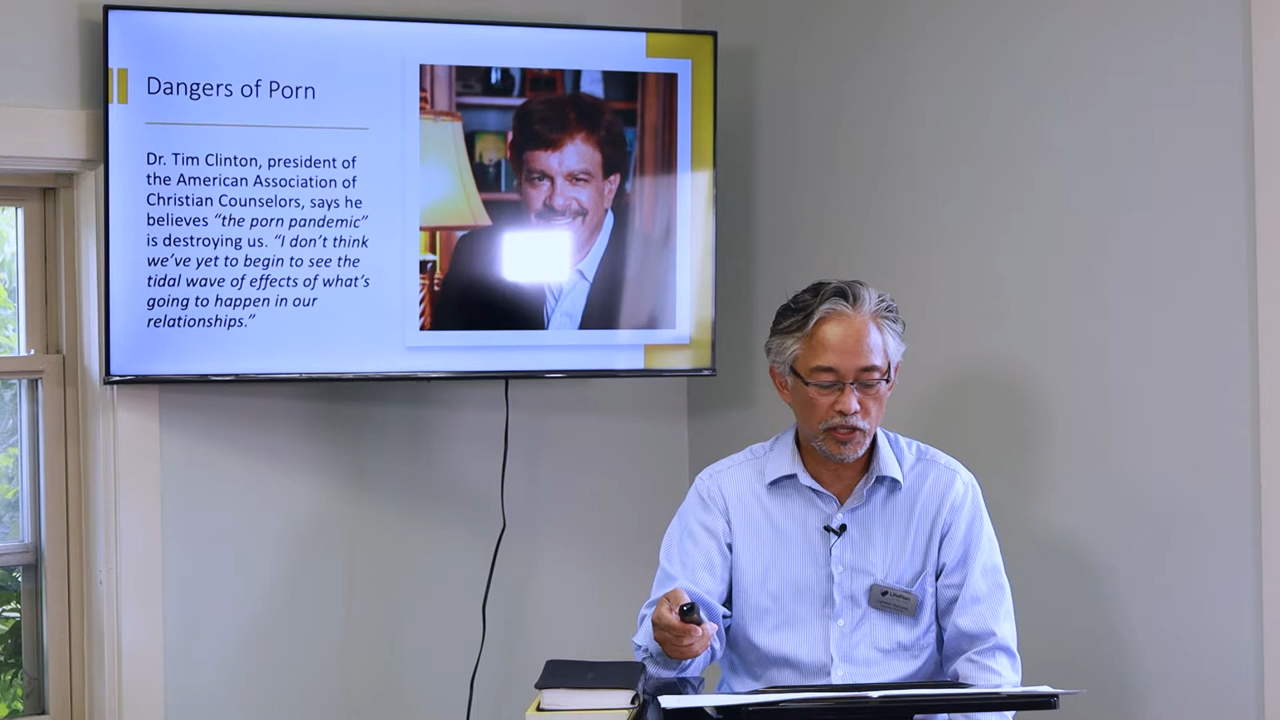 Dangers of Porn
Dr. Tim Clinton, president of
the American Association of
Christian Counselors, says he
believes “the porn pandemic”
is destroying us. “I don’t think
we’ve yet to begin to see the
tidal wave of effects of what’s
going to happen in our
relationships.”